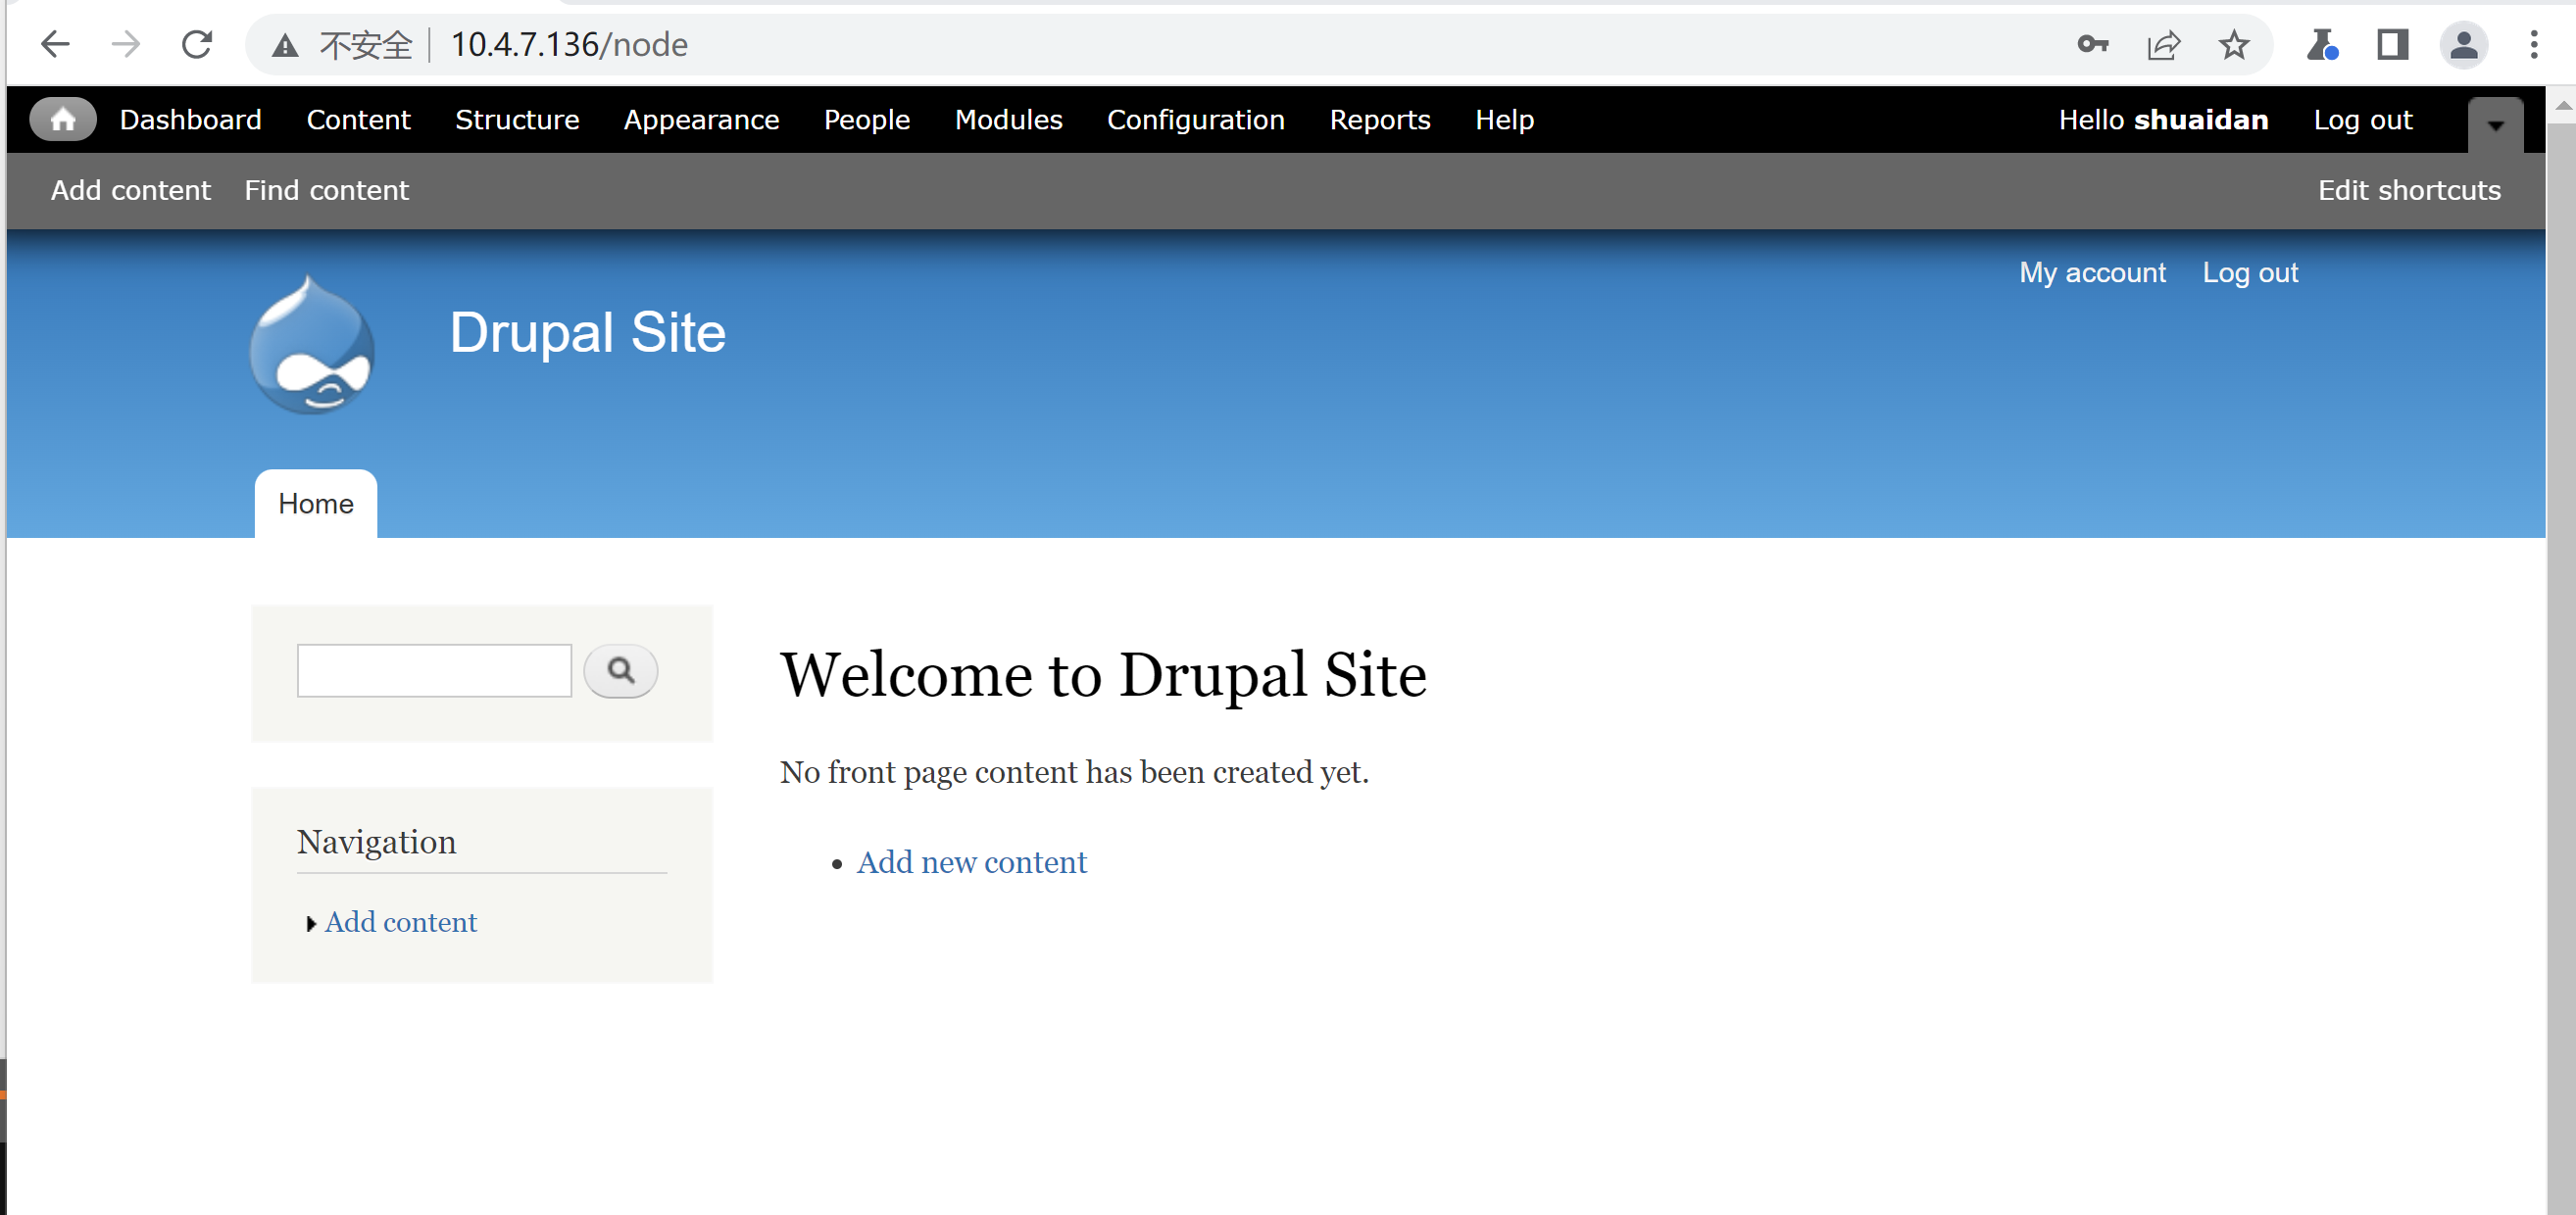 不安全 10.4.7.136/node
Dashboard Content Structure Appearance People Modules Configuration Reports Help Hello shuaidan Log out
Add content Find content Edit shortcuts
My account Log out
Drupal Site
Home
Welcome to Drupal Site
No front page content has been created yet.
Add new content
Navigation
Add content